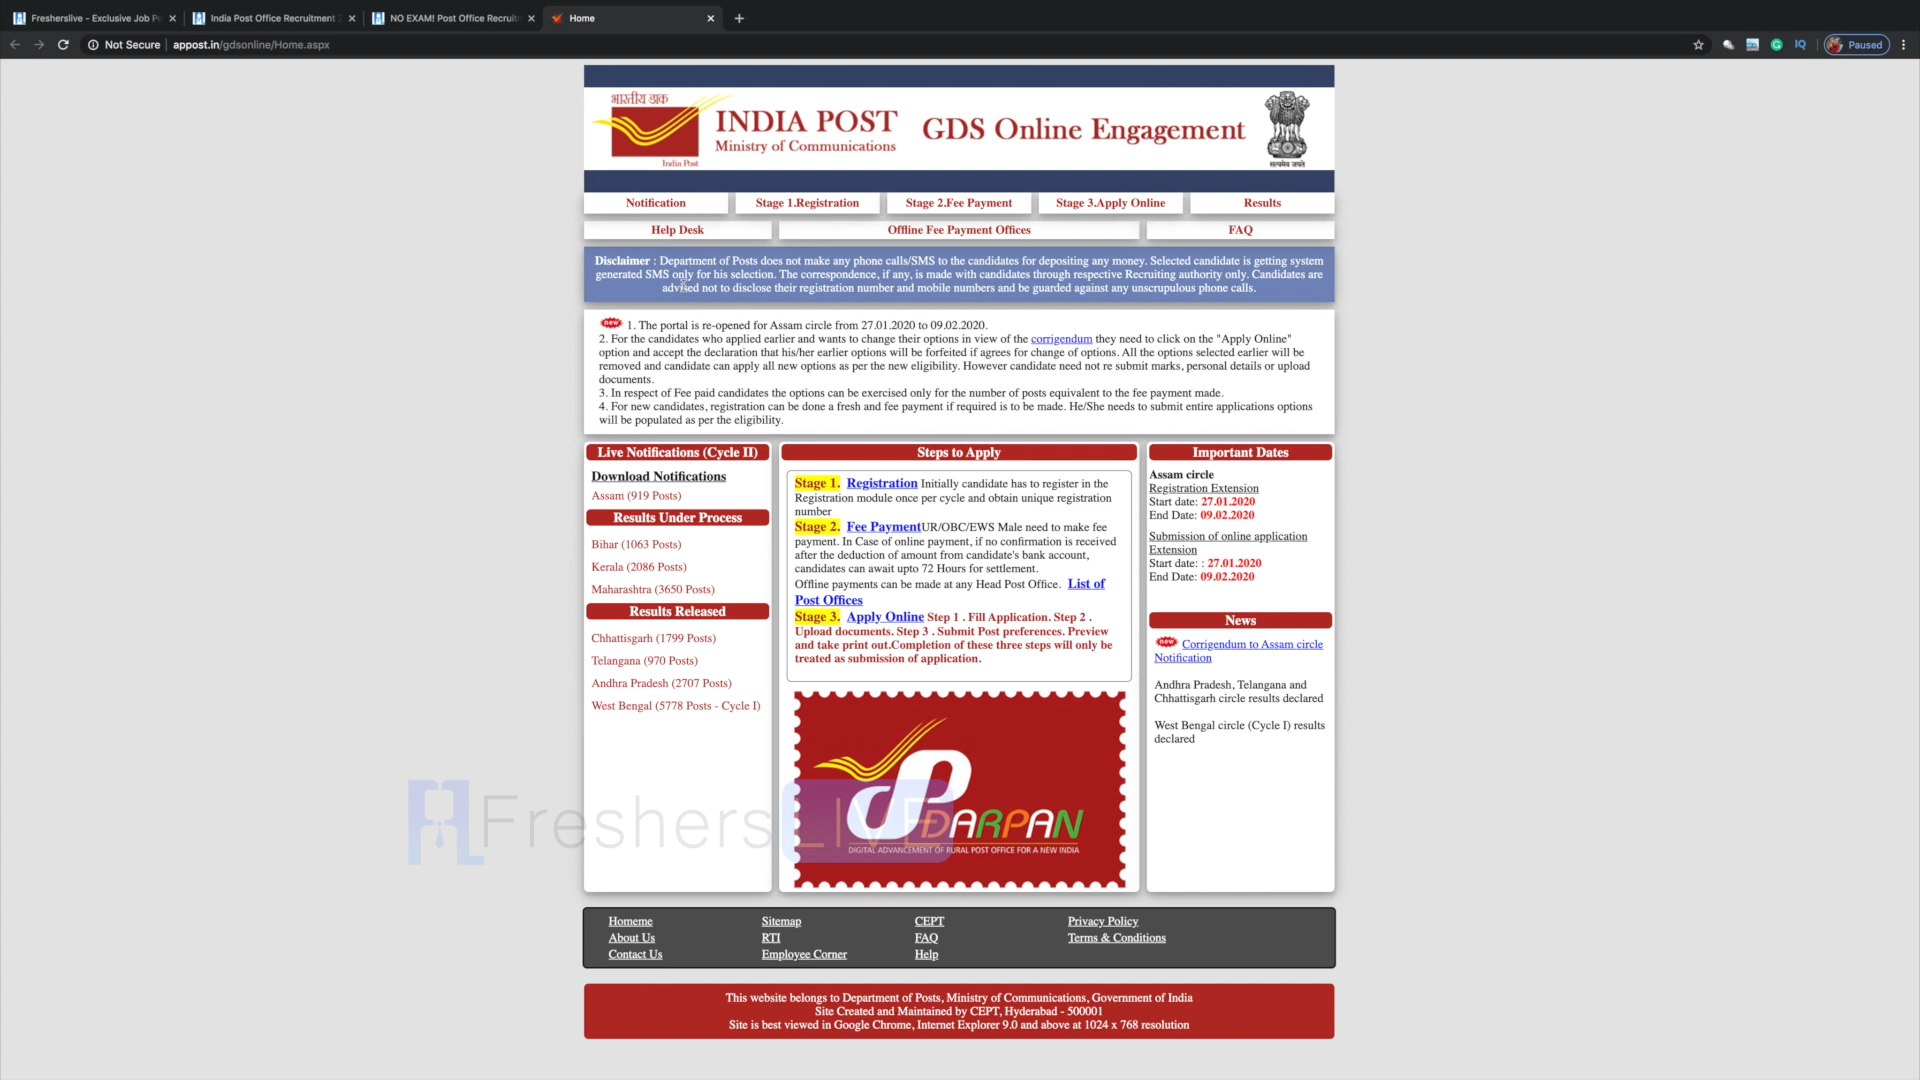 Fresherslive - Exclusive Job Po
India Post Office Recruitment 2
NO EXAM! Post Office Recruitm
Home
Not Secure
appost.in/gdsonline/Home.aspx
Paused
भारतीय डाक
India Post
INDIA POST
Ministry of Communications
GDS Online Engagement
सत्यमेव जयते
Notification
Stage 1.Registration
Stage 2.Fee Payment
Stage 3.Apply Online
Results
Help Desk
Offline Fee Payment Offices
FAQ
Disclaimer : Department of Posts does not make any phone calls/SMS to the candidates for depositing any money. Selected candidate is getting system
generated SMS only for his selection. The correspondence, if any, is made with candidates through respective Recruiting authority only. Candidates are
advised not to disclose their registration number and mobile numbers and be guarded against any unscrupulous phone calls.
new 1. The portal is re-opened for Assam circle from 27.01.2020 to 09.02.2020.
2. For the candidates who applied earlier and wants to change their options in view of the corrigendum they need to click on the "Apply Online"
option and accept the declaration that his/her earlier options will be forfeited if agrees for change of options. All the options selected earlier will be
removed and candidate can apply all new options as per the new eligibility. However candidate need not re submit marks, personal details or upload
documents.
3. In respect of Fee paid candidates the options can be exercised only for the number of posts equivalent to the fee payment made.
4. For new candidates, registration can be done a fresh and fee payment if required is to be made. He/She needs to submit entire applications options
will be populated as per the eligibility.
Live Notifications (Cycle II)
Download Notifications
Assam (919 Posts)
Results Under Process
Bihar (1063 Posts)
Kerala (2086 Posts)
Maharashtra (3650 Posts)
Results Released
Chhattisgarh (1799 Posts)
Telangana (970 Posts)
Andhra Pradesh (2707 Posts)
West Bengal (5778 Posts - Cycle I)
Steps to Apply
Stage 1. Registration Initially candidate has to register in the
Registration module once per cycle and obtain unique registration
number
Stage 2. Fee PaymentUR/OBC/EWS Male need to make fee
payment. In Case of online payment, if no confirmation is received
after the deduction of amount from candidate's bank account,
candidates can await upto 72 Hours for settlement.
Offline payments can be made at any Head Post Office. List of
Post Offices
Stage 3. Apply Online Step 1 . Fill Application. Step 2 .
Upload documents. Step 3 . Submit Post preferences. Preview
and take print out.Completion of these three steps will only be
treated as submission of application.
DARPAN
DIGITAL ADVANCEMENT OF RURAL POST OFFICE FOR A NEW INDIA
Important Dates
Assam circle
Registration Extension
Start date: 27.01.2020
End Date: 09.02.2020
Submission of online application
Extension
Start date: : 27.01.2020
End Date: 09.02.2020
News
new Corrigendum to Assam circle
Notification
Andhra Pradesh, Telangana and
Chhattisgarh circle results declared
West Bengal circle (Cycle I) results
declared
FreshersLIVE
Homeme
Sitemap
CEPT
Privacy Policy
About Us
RTI
FAQ
Terms & Conditions
Contact Us
Employee Corner
Help
This website belongs to Department of Posts, Ministry of Communications, Government of India
Site Created and Maintained by CEPT, Hyderabad - 500001
Site is best viewed in Google Chrome, Internet Explorer 9.0 and above at 1024 x 768 resolution